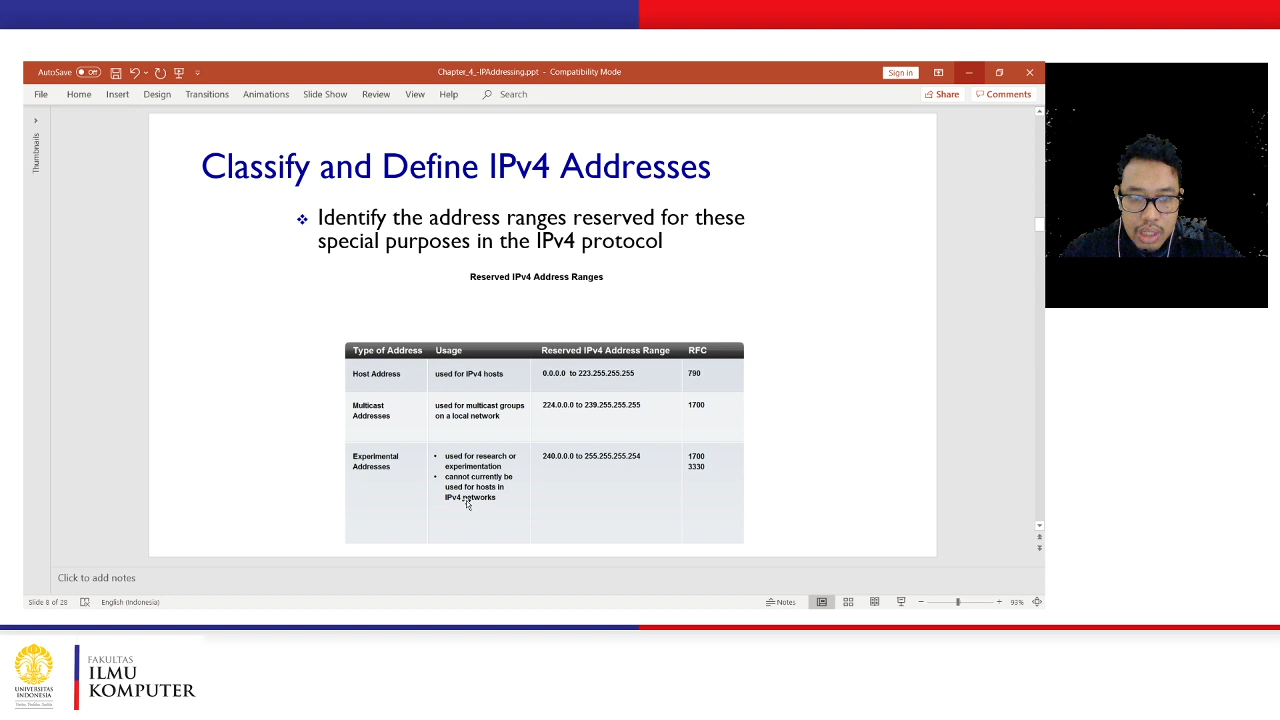 AutoSave Off
Chapter_4_-IPAddressing.ppt - Compatibility Mode
Sign in
File Home Insert Design Transitions Animations Slide Show Review View Help Search
Share Comments
Thumbnails
Classify and Define IPv4 Addresses
Identify the address ranges reserved for these
special purposes in the IPv4 protocol
Reserved IPv4 Address Ranges
Type of Address Usage Reserved IPv4 Address Range RFC
Host Address used for IPv4 hosts 0.0.0.0 to 223.255.255.255 790
Multicast used for multicast groups 224.0.0.0 to 239.255.255.255 1700
Addresses on a local network
Experimental • used for research or 240.0.0.0 to 255.255.255.254 1700
Addresses experimentation 3330
• cannot currently be
used for hosts in
IPv4 networks
Click to add notes
Slide 8 of 28 English (Indonesia) Notes 93%
UNIVERSITAS
INDONESIA
FAKULTAS
ILMU
KOMPUTER